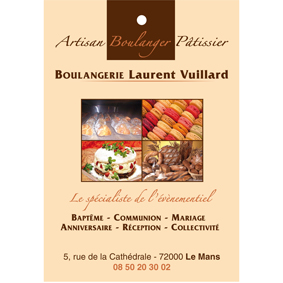 Artisan Boulanger Pâtissier
BOULANGERIE Laurent Vuillard
Le spécialiste de l'évènementiel
BAPTÊME - COMMUNION - MARIAGE
ANNIVERSAIRE - RÉCEPTION - COLLECTIVITÉ
5, rue de la Cathédrale - 72000 Le Mans
08 50 20 30 02